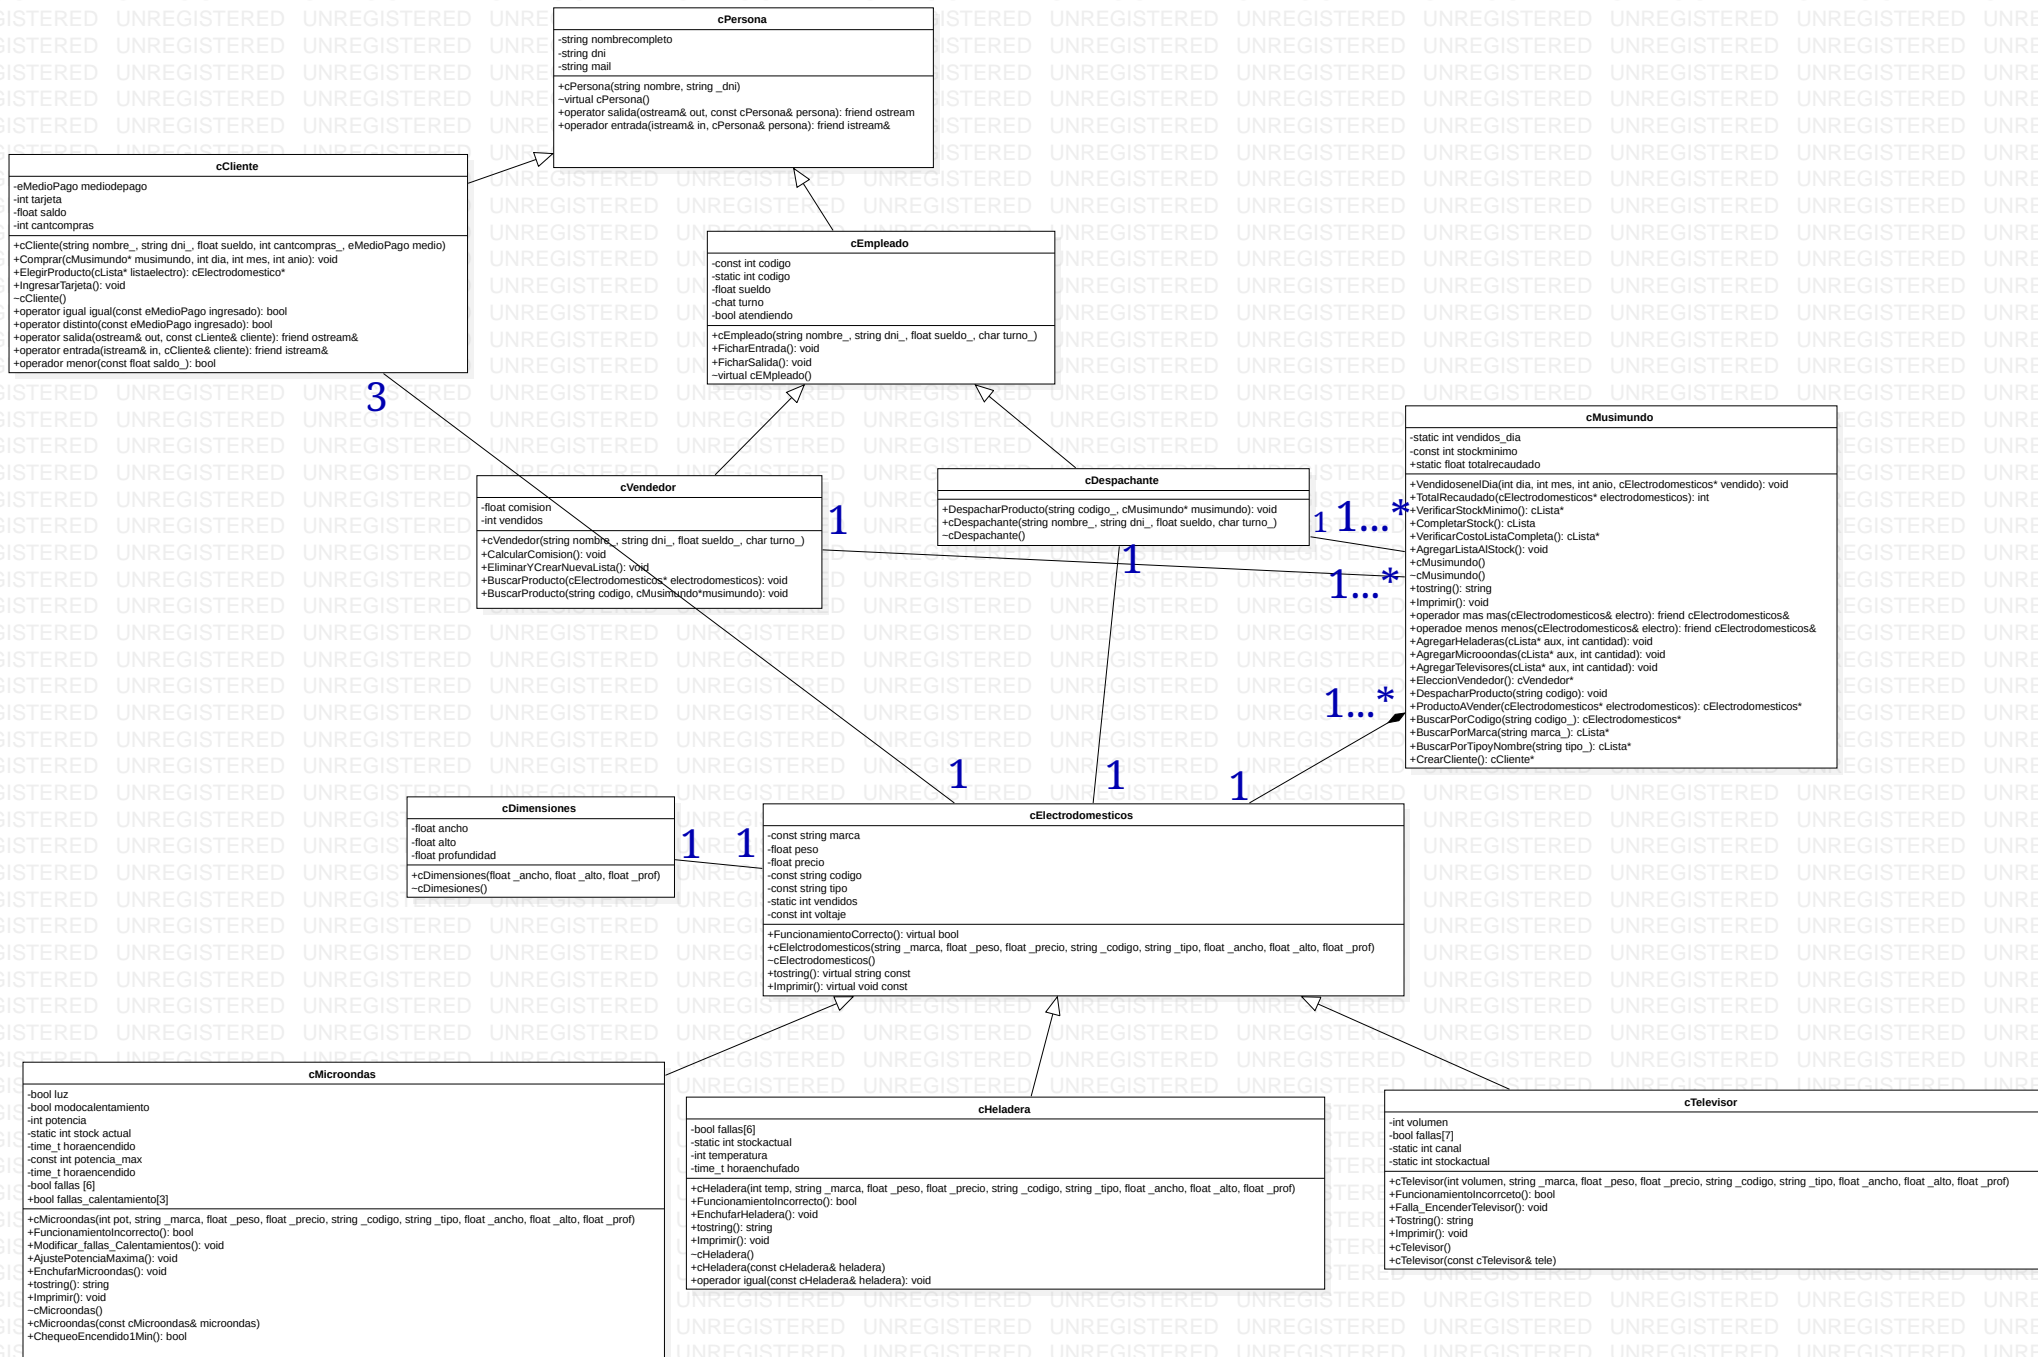 cPersona
-string nombrecompleto
-string dni
-string mail
+cPersona(string nombre, string _dni)
~virtual cPersona()
+operator salida(ostream& out, const cPersona& persona): friend ostream
+operador entrada(istream& in, cPersona& persona): friend istream&
cCliente
-eMedioPago mediodepago
-int tarjeta
-float saldo
-int cantcompras
+cCliente(string nombre_, string dni_, float sueldo, int cantcompras_, eMedioPago medio)
+Comprar(cMusimundo* musimundo, int dia, int mes, int anio): void
+ElegirProducto(cLista* listaelectro): cElectrodomestico*
+IngresarTarjeta(): void
~cCliente()
+operator igual igual(const eMedioPago ingresado): bool
+operator distinto(const eMedioPago ingresado): bool
+operator salida(ostream& out, const cLiente& cliente): friend ostream&
+operator entrada(istream& in, cCliente& cliente): friend istream&
+operador menor(const float saldo_): bool
3
cEmpleado
-const int codigo
-static int codigo
-float sueldo
-chat turno
-bool atendiendo
+cEmpleado(string nombre_, string dni_, float sueldo_, char turno_)
+FicharEntrada(): void
+FicharSalida(): void
~virtual cEMpleado()
cVendedor
-float comision
-int vendidos
+cVendedor(string nombre_, string dni_, float sueldo_, char turno_)
+CalcularComision(): void
+EliminarYCrearNuevaLista(): void
+BuscarProducto(cElectrodomesticos* electrodomesticos): void
+BuscarProducto(string codigo, cMusimundo*musimundo): void
1
cDespachante
+DespacharProducto(string codigo_, cMusimundo* musimundo): void
+cDespachante(string nombre_, string dni_, float sueldo, char turno_)
~cDespachante()
1
1 1...*
1...*
1...*
cMusimundo
-static int vendidos_dia
-const int stockminimo
+static float totalrecaudado
+VendidosenelDia(int dia, int mes, int anio, cElectrodomesticos* vendido): void
+TotalRecaudado(cElectrodomesticos* electrodomesticos): int
+VerificarStockMinimo(): cLista*
+CompletarStock(): cLista
+VerificarCostoListaCompleta(): cLista*
+AgregarListaAlStock(): void
+cMusimundo()
~cMusimundo()
+tostring(): string
+Imprimir(): void
+operador mas mas(cElectrodomesticos& electro): friend cElectrodomesticos&
+operadoe menos menos(cElectrodomesticos& electro): friend cElectrodomesticos&
+AgregarHeladeras(cLista* aux, int cantidad): void
+AgregarMicrooondas(cLista* aux, int cantidad): void
+AgregarTelevisores(cLista* aux, int cantidad): void
+EleccionVendedor(): cVendedor*
+DespacharProducto(string codigo): void
+ProductoAVender(cElectrodomesticos* electrodomesticos): cElectrodomesticos*
+BuscarPorCodigo(string codigo_): cElectrodomesticos*
+BuscarPorMarca(string marca_): cLista*
+BuscarPorTipoyNombre(string tipo_): cLista*
+CrearCliente(): cCliente*
1
1
1
cDimensiones
-float ancho
-float alto
-float profundidad
+cDimensiones(float _ancho, float _alto, float _prof)
~cDimesiones()
1 1
cElectrodomesticos
-const string marca
-float peso
-float precio
-const string codigo
-const string tipo
-static int vendidos
-const int voltaje
+FuncionamientoCorrecto(): virtual bool
+cElelctrodomesticos(string _marca, float _peso, float _precio, string _codigo, string _tipo, float _ancho, float _alto, float _prof)
~cElectrodomesticos()
+tostring(): virtual string const
+Imprimir(): virtual void const
cMicroondas
-bool luz
-bool modocalentamiento
-int potencia
-static int stock actual
-time_t horaencendido
-const int potencia_max
-time_t horaencendido
-bool fallas [6]
+bool fallas_calentamiento[3]
+cMicroondas(int pot, string _marca, float _peso, float _precio, string _codigo, string _tipo, float _ancho, float _alto, float _prof)
+FuncionamientoIncorrecto(): bool
+Modificar_fallas_Calentamientos(): void
+AjustePotenciaMaxima(): void
+EnchufarMicroondas(): void
+tostring(): string
+Imprimir(): void
~cMicroondas()
+cMicroondas(const cMicroondas& microondas)
+ChequeoEncendido1Min(): bool
cHeladera
-bool fallas[6]
-static int stockactual
-int temperatura
-time_t horaenchufado
+cHeladera(int temp, string _marca, float _peso, float _precio, string _codigo, string _tipo, float _ancho, float _alto, float _prof)
+FuncionamientoIncorrecto(): bool
+EnchufarHeladera(): void
+tostring(): string
+Imprimir(): void
~cHeladera()
+cHeladera(const cHeladera& heladera)
+operador igual(const cHeladera& heladera): void
cTelevisor
-int volumen
-bool fallas[7]
-static int canal
-static int stockactual
+cTelevisor(int volumen, string _marca, float _peso, float _precio, string _codigo, string _tipo, float _ancho, float _alto, float _prof)
+FuncionamientoIncorrceto(): bool
+Falla_EncenderTelevisor(): void
+Tostring(): string
+Imprimir(): void
+cTelevisor()
+cTelevisor(const cTelevisor& tele)
UNREGISTERED